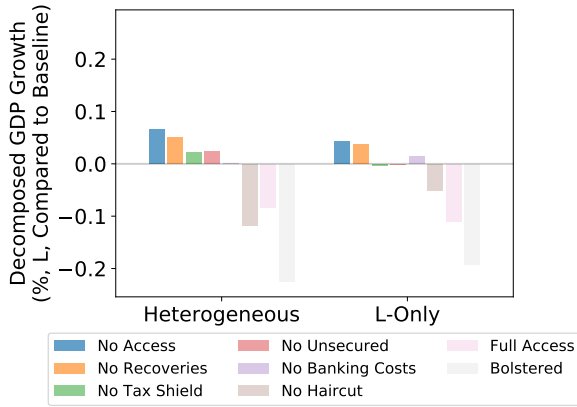 Decomposed GDP Growth
(%, L, Compared to Baseline)
0.2
0.1
0.0
−0.1
−0.2
Heterogeneous
L-Only
No Access
No Recoveries
No Tax Shield
No Unsecured
No Banking Costs
No Haircut
Full Access
Bolstered